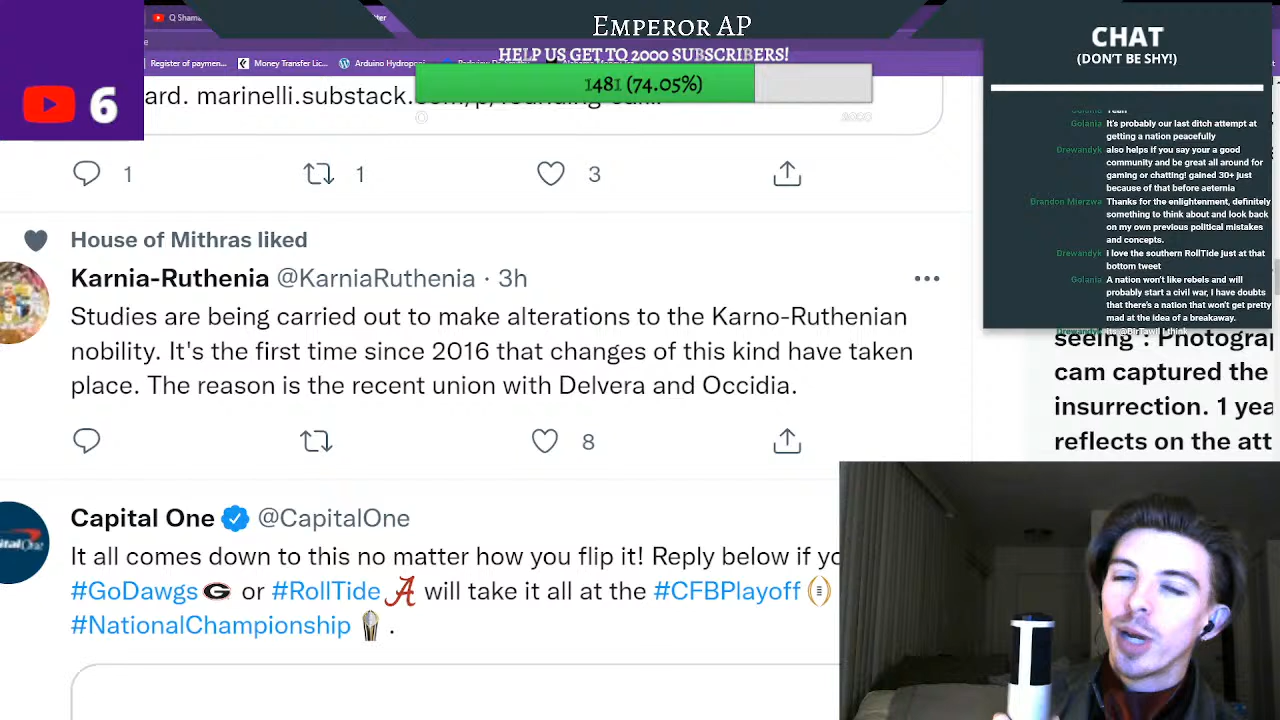 Q Sham
tter
Register of paymen...
Money Transfer Lic...
Arduino Hydroponi
EMPEROR AP
HELP US GET TO 2000 SUBSCRIBERS!
1481 (74.05%)
0
2000
6
ard. marinelli.substack.
1
1
3
House of Mithras liked
Karnia-Ruthenia @KarniaRuthenia · 3h
Studies are being carried out to make alterations to the Karno-Ruthenian
nobility. It's the first time since 2016 that changes of this kind have taken
place. The reason is the recent union with Delvera and Occidia.
8
Capital One @CapitalOne
It all comes down to this no matter how you flip it! Reply below if yo
#GoDawgs G or #RollTide A will take it all at the #CFBPlayoff
#NationalChampionship .
CHAT
(DON'T BE SHY!)
Golania It's probably our last ditch attempt at
getting a nation peacefully
Drewandyk also helps if you say your a good
community and be great all around for
gaming or chatting! gained 30+ just
because of that before aeternia
Brandon Mierzwa Thanks for the enlightenment, definitely
something to think about and look back
on my own previous political mistakes
and concepts.
Drewandyk I love the southern RollTide just at that
bottom tweet
Golania A nation won't like rebels and will
probably start a civil war, I have doubts
that there's a nation that won't get pretty
mad at the idea of a breakaway.
Drewandyk its @BirTawil I think
seeing": Photogra
cam captured the
insurrection. 1 yea
reflects on the att